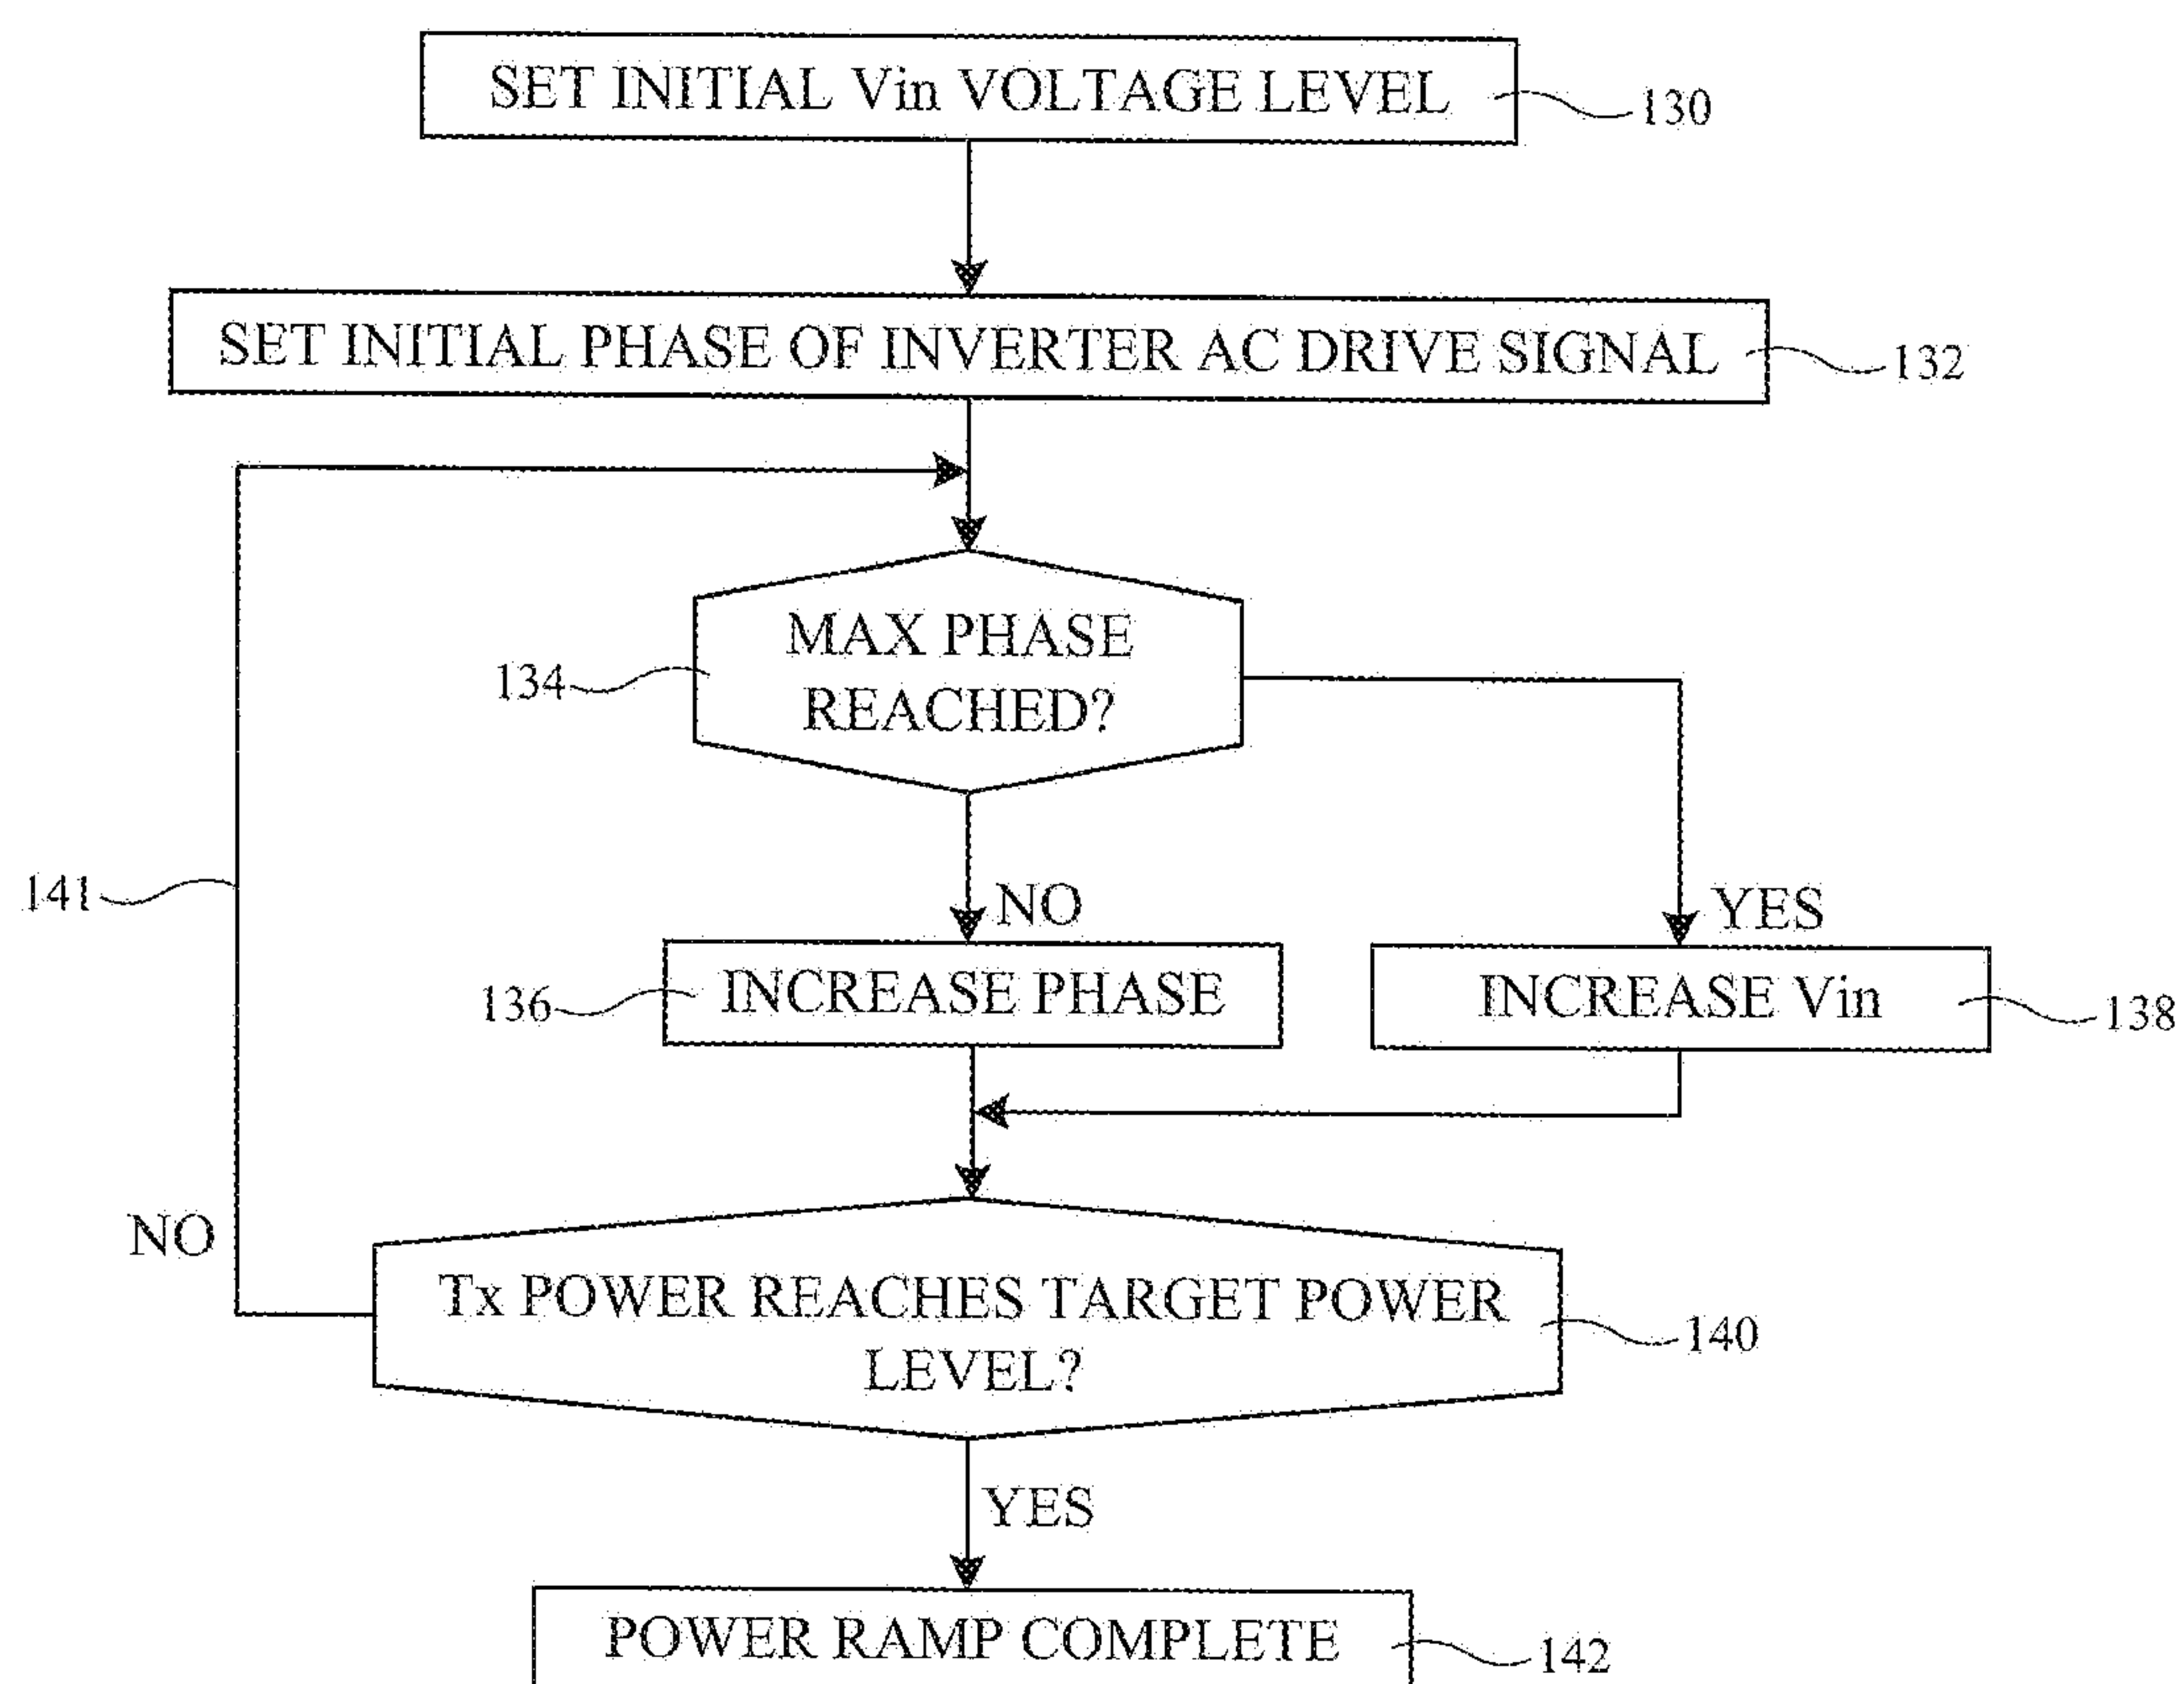 SET INITIAL Vin VOLTAGE LEVEL
130
SET INITIAL PHASE OF INVERTER AC DRIVE SIGNAL
132
MAX PHASE
REACHED?
134
141
NO
YES
INCREASE PHASE
136
INCREASE Vin
138
NO
Tx POWER REACHES TARGET POWER
LEVEL?
140
YES
POWER RAMP COMPLETE
142